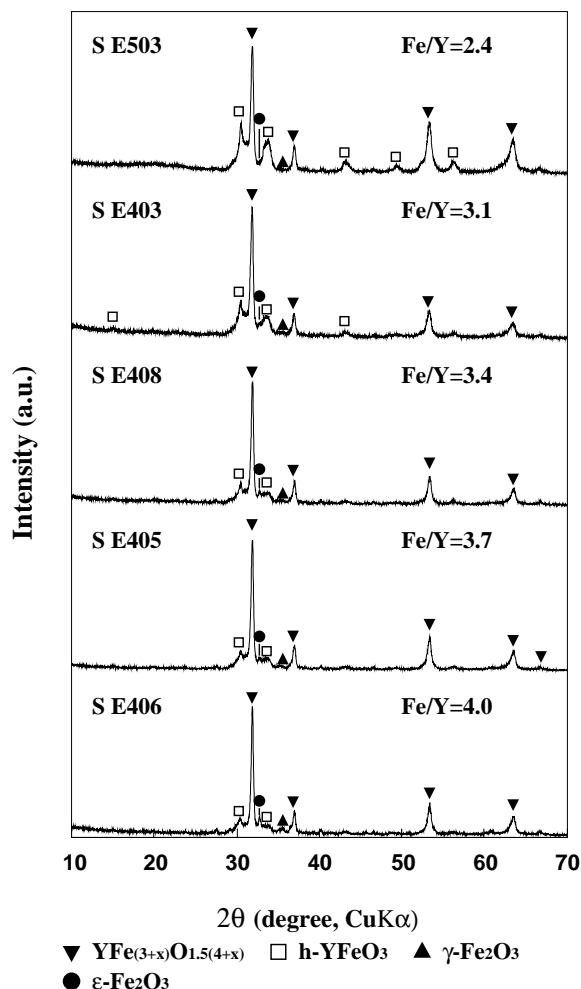 S E503 Fe/Y=2.4
S E403 Fe/Y=3.1
S E408 Fe/Y=3.4
S E405 Fe/Y=3.7
S E406 Fe/Y=4.0
Intensity (a.u.)
10 20 30 40 50 60 70
2θ (degree, CuKα)
▼ YFe(3+x)O1.5(4+x) □ h-YFeO3 ▲ γ-Fe2O3
● ε-Fe2O3